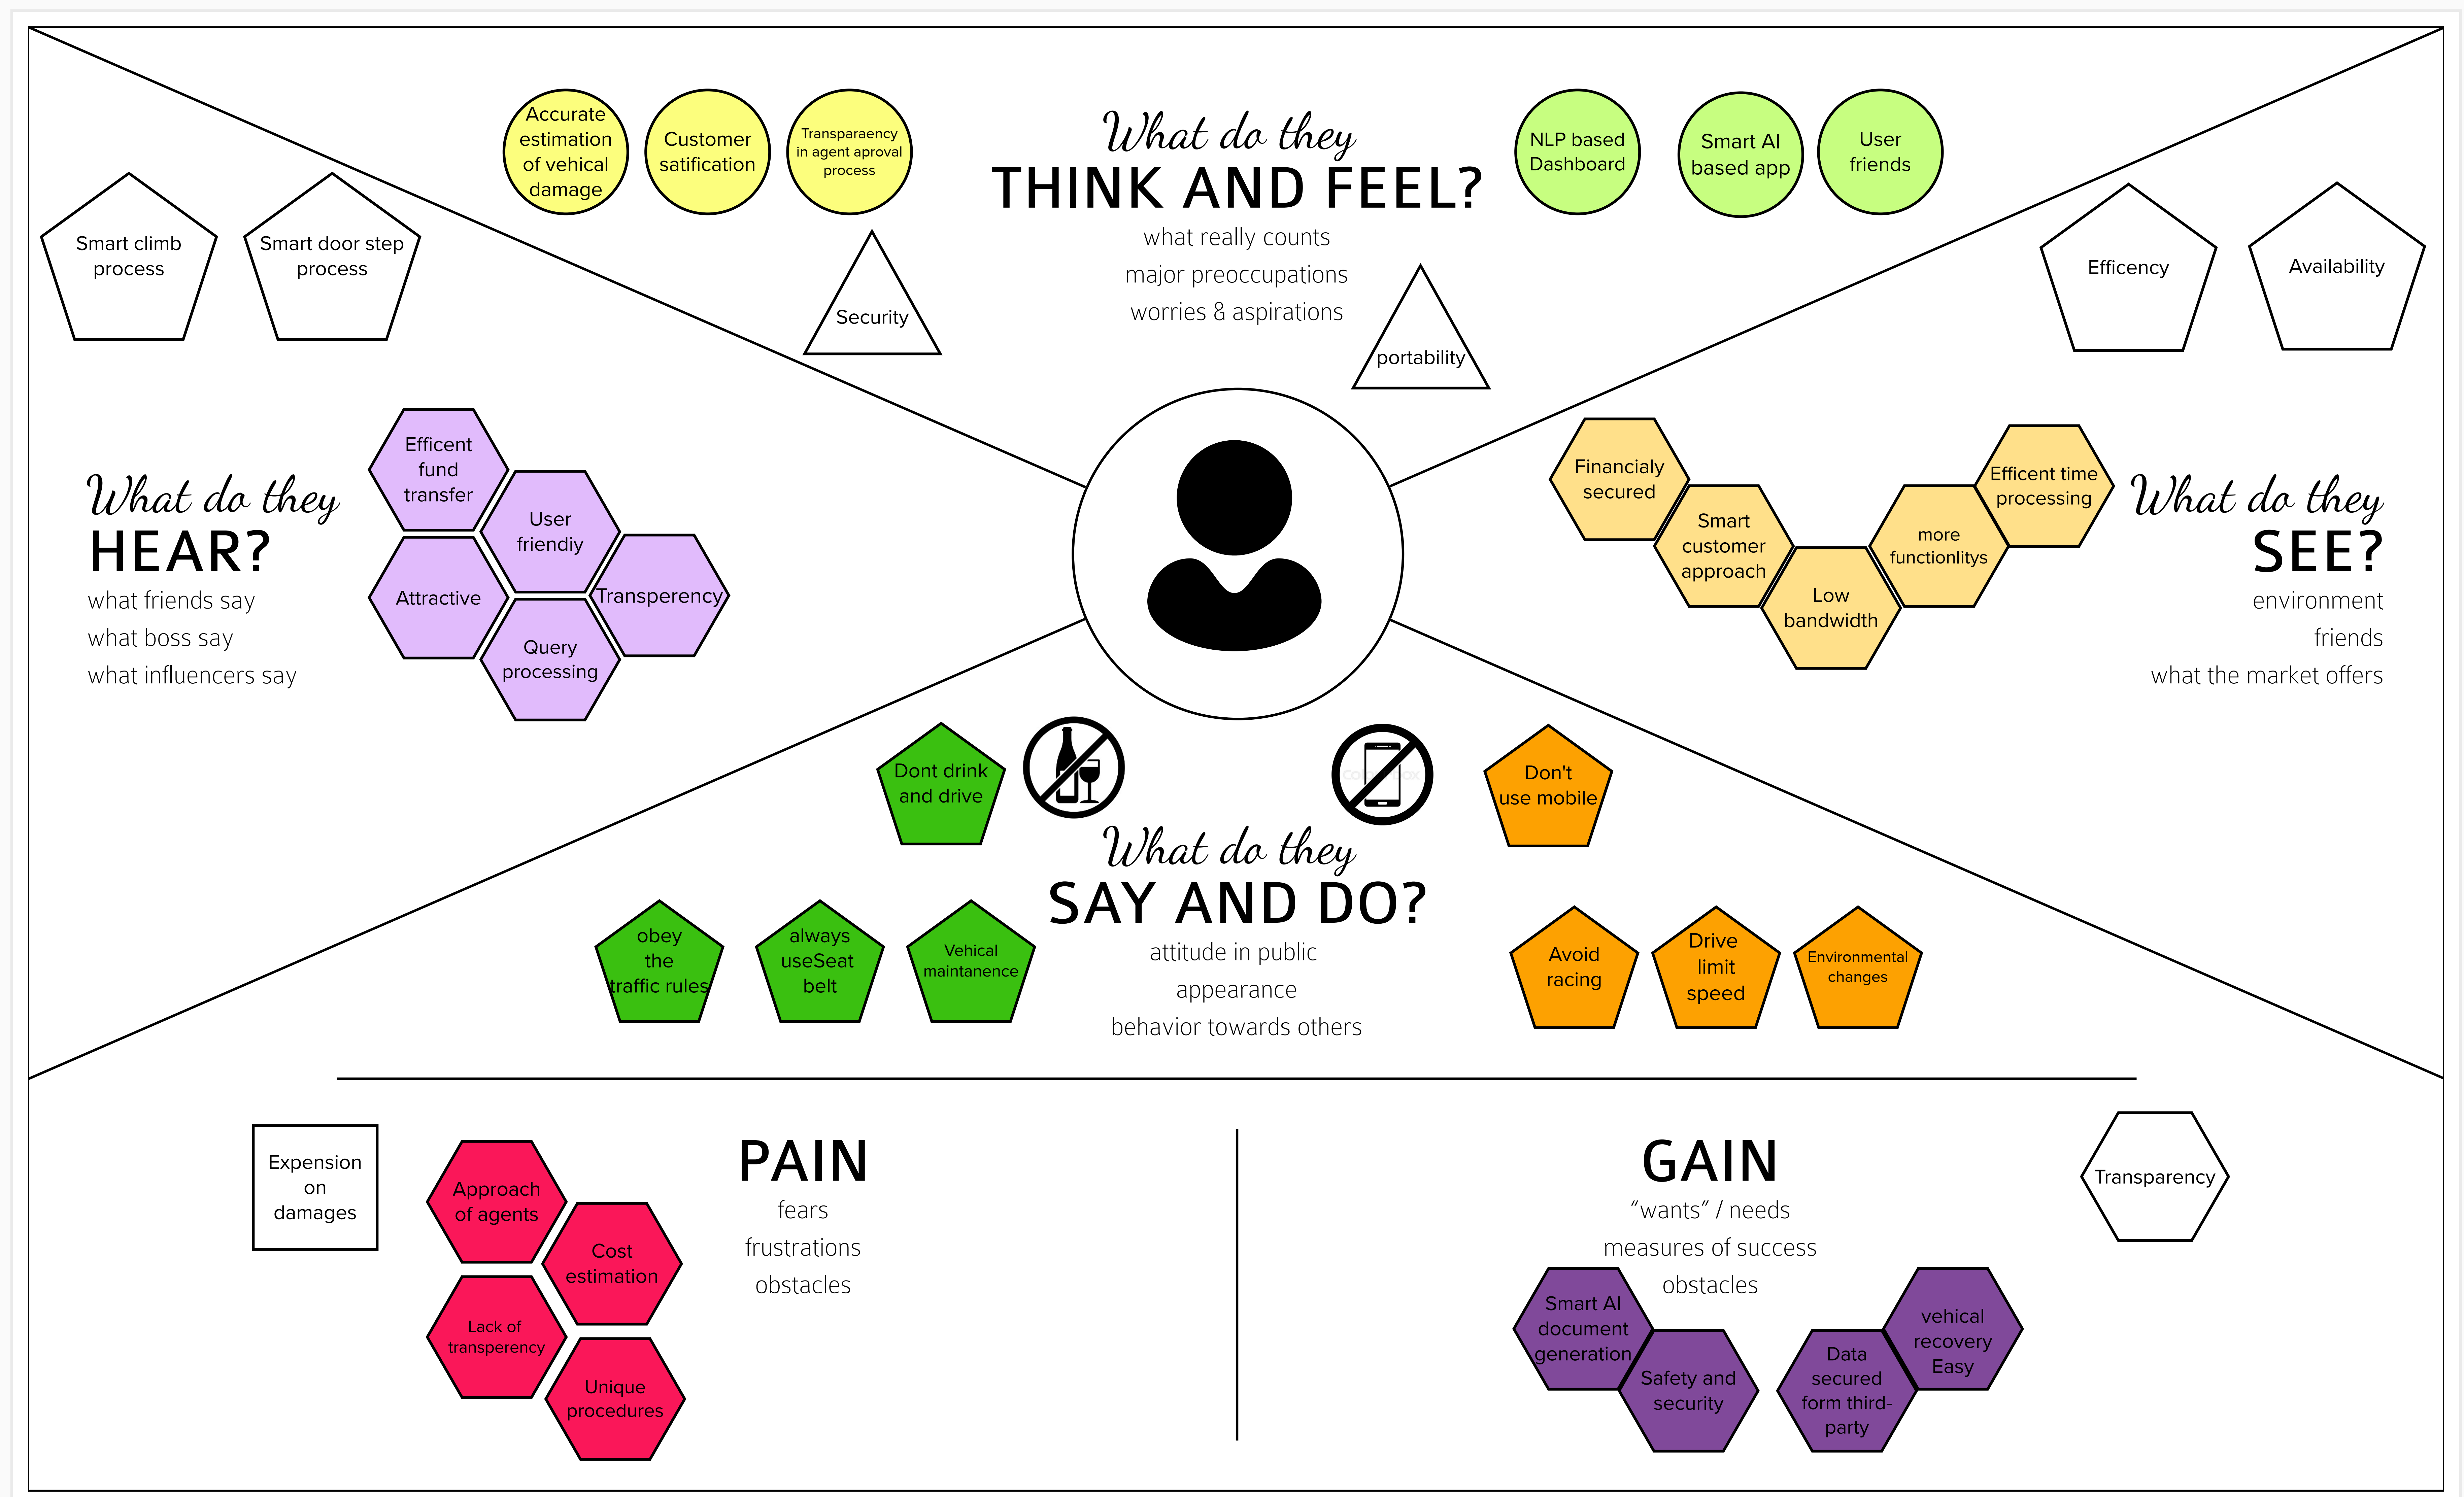 Accurate
estimation
of vehical
damage
Customer
satification
Transparaency
in agent aproval
process
What do they
THINK AND FEEL?
what really counts
major preoccupations
worries & aspirations
NLP based
Dashboard
Smart AI
based app
User
friends
Security
portability
Smart climb
process
Smart door step
process
Efficency
Availability
What do they
HEAR?
what friends say
what boss say
what influencers say
Efficent
fund
transfer
User
friendiy
Attractive
Transperency
Query
processing
Financialy
secured
Smart
customer
approach
Low
bandwidth
more
functionlitys
Efficent time
processing
What do they
SEE?
environment
friends
what the market offers
Dont drink
and drive
Don't
use mobile
What do they
SAY AND DO?
attitude in public
appearance
behavior towards others
obey
the
traffic rules
always
useSeat
belt
Vehical
maintanence
Avoid
racing
Drive
limit
speed
Environmental
changes
Expension
on
damages
Approach
of agents
Cost
estimation
Lack of
transperency
Unique
procedures
PAIN
fears
frustrations
obstacles
GAIN
“wants” / needs
measures of success
obstacles
Transparency
Smart AI
document
generation
Safety and
security
Data
secured
form third-
party
vehical
recovery
Easy